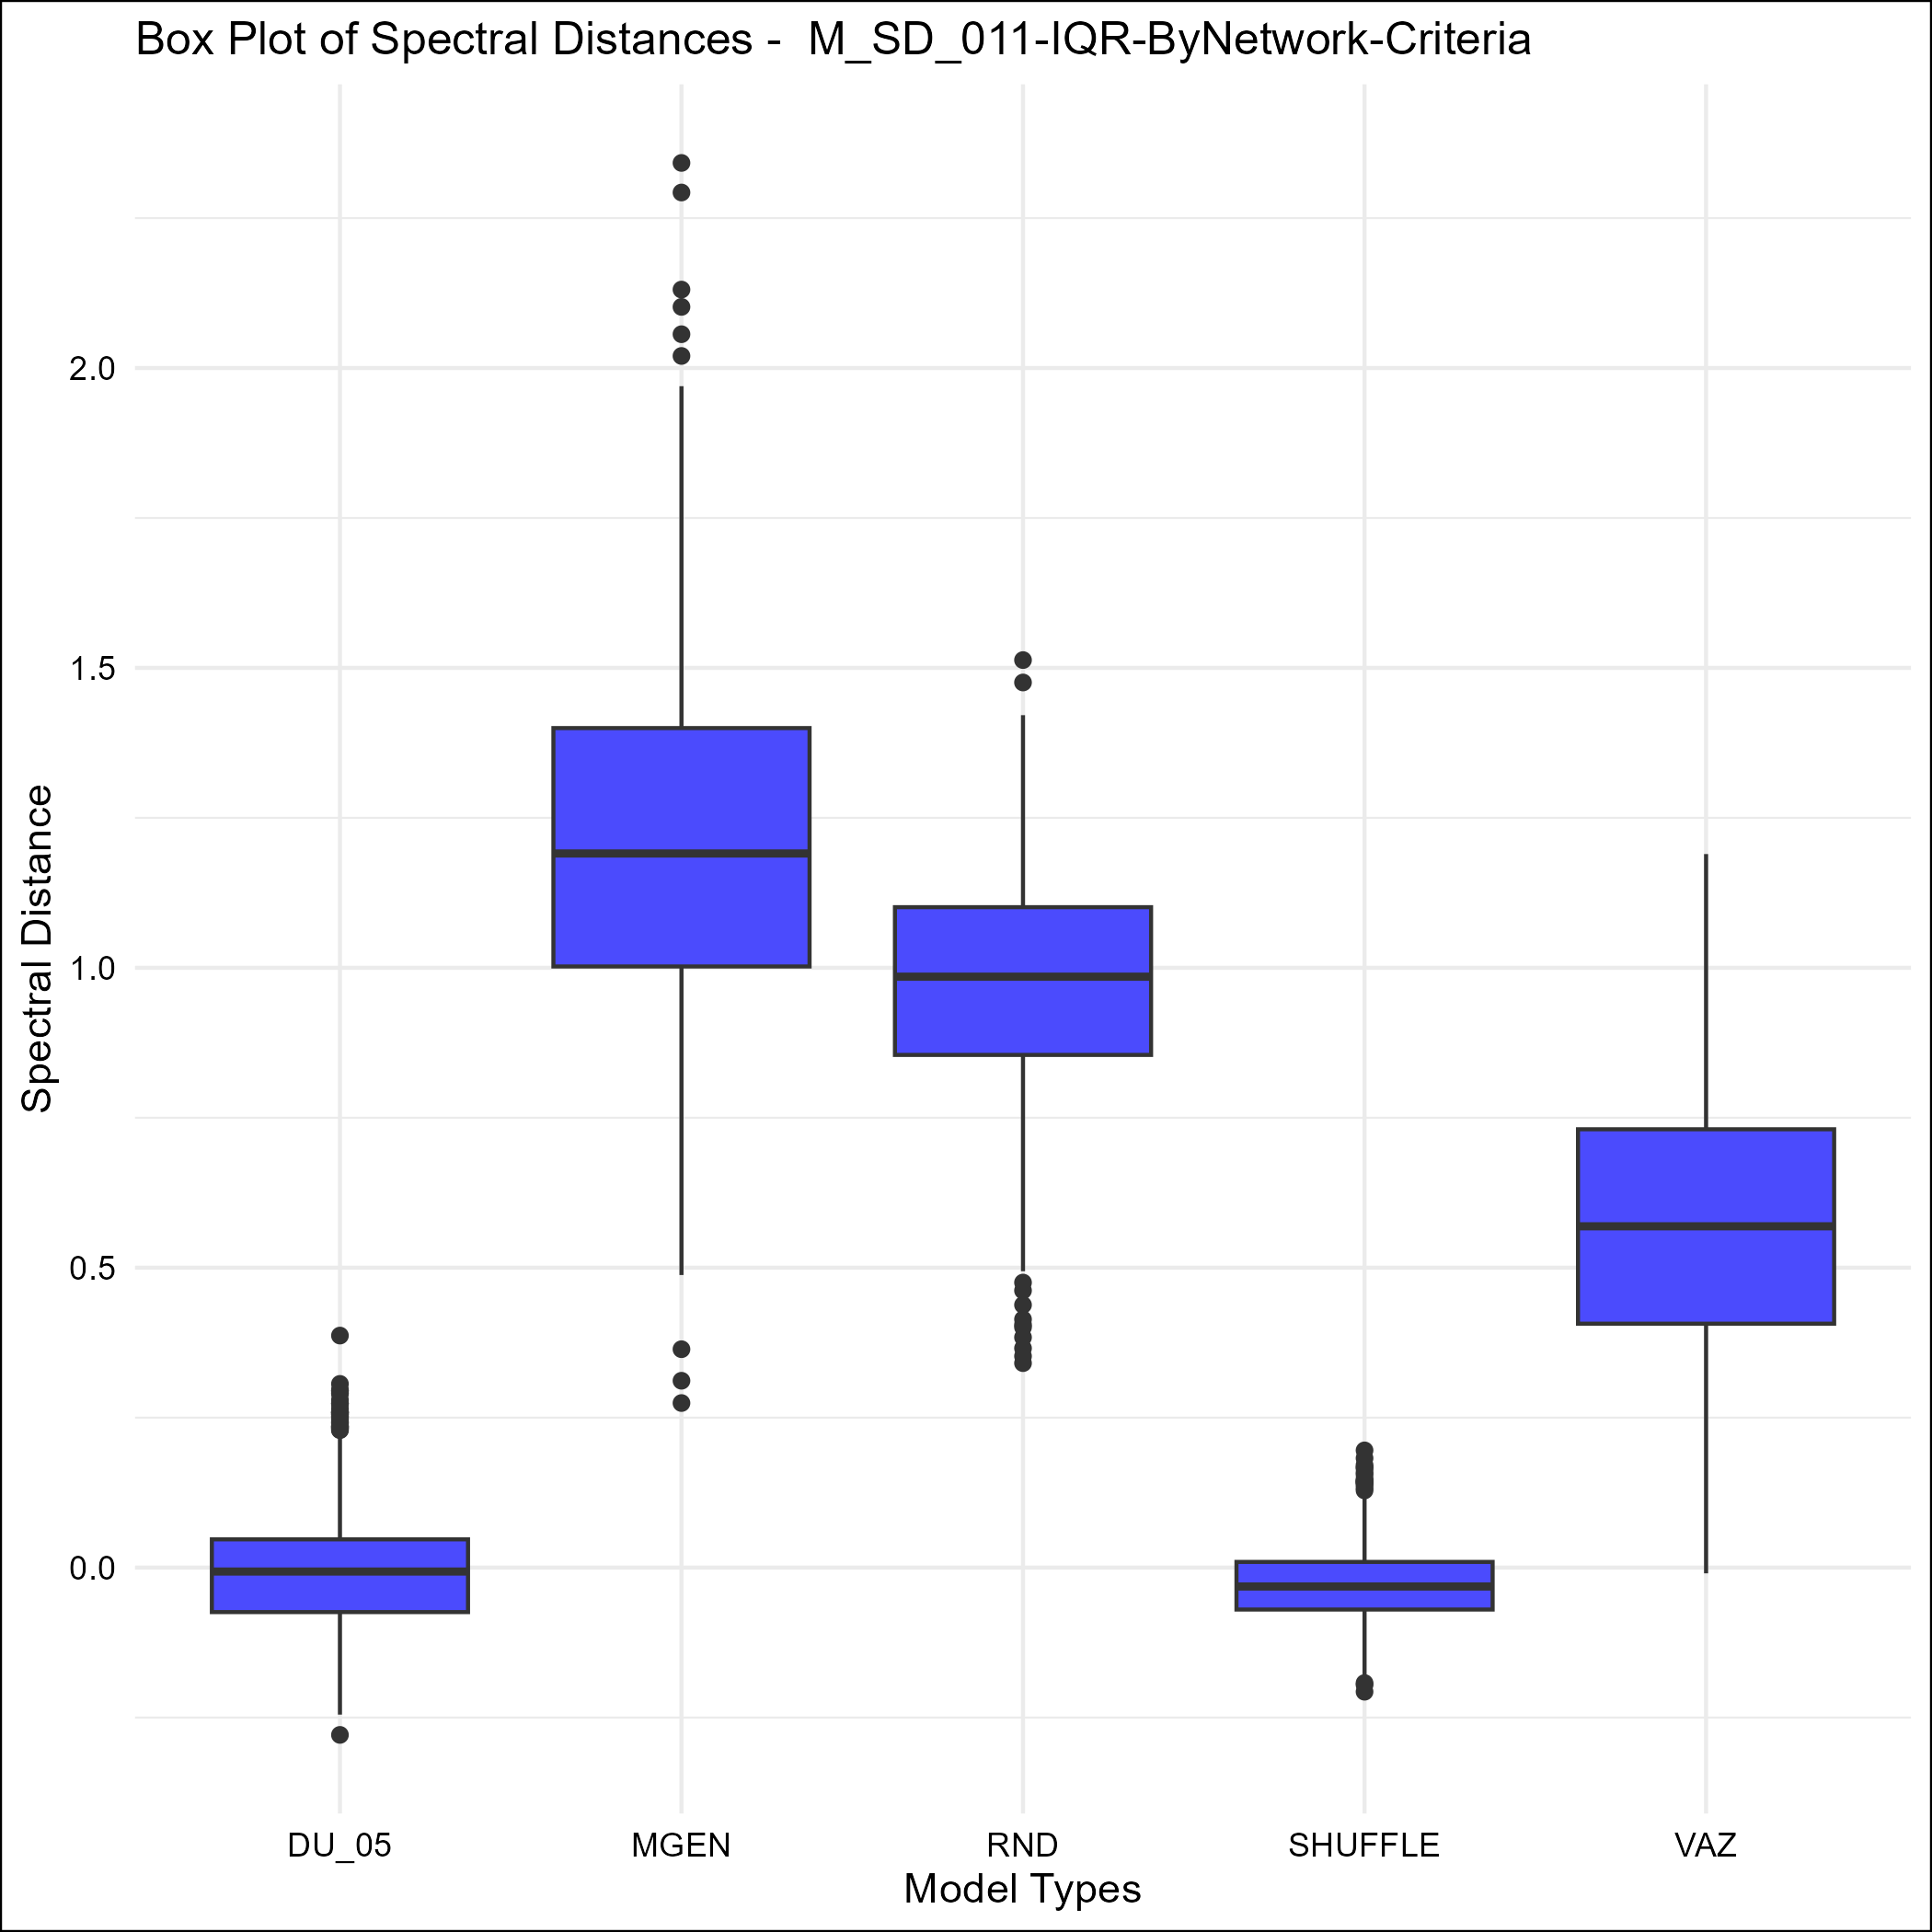 Box Plot of Spectral Distances -  M_SD_011-IQR-ByNetwork-Criteria
Spectral Distance
2.0
1.5
1.0
0.5
0.0
DU_05 MGEN RND SHUFFLE VAZ
Model Types